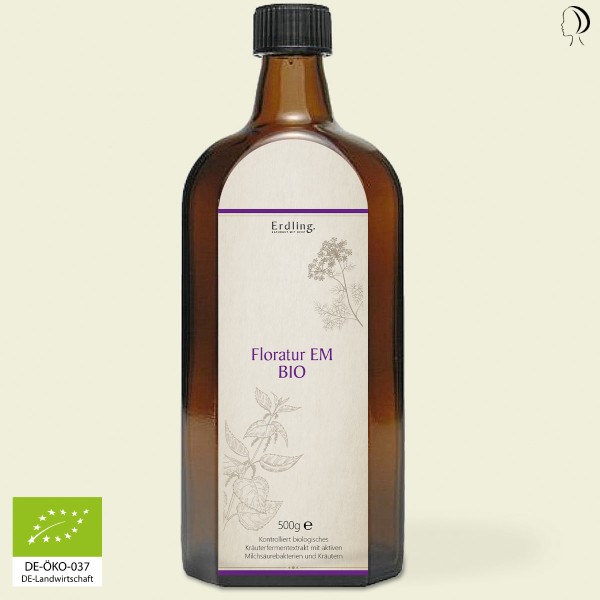 Erdling.
Floratur EM
BIO
500g ℮
Kontrolliert biologisches
Kräuterfermentextrakt mit aktiven
Milchsäurebakterien und Kräutern
DE-ÖKO-037
DE-Landwirtschaft